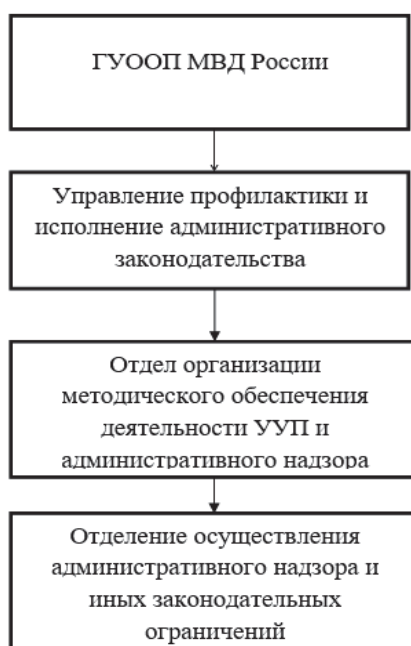 ГУООП МВД России
Управление профилактики и
исполнение административного
законодательства
Отдел организации
методического обеспечения
деятельности УУП и
административного надзора
Отделение осуществления
административного надзора и
иных законодательных
ограничений